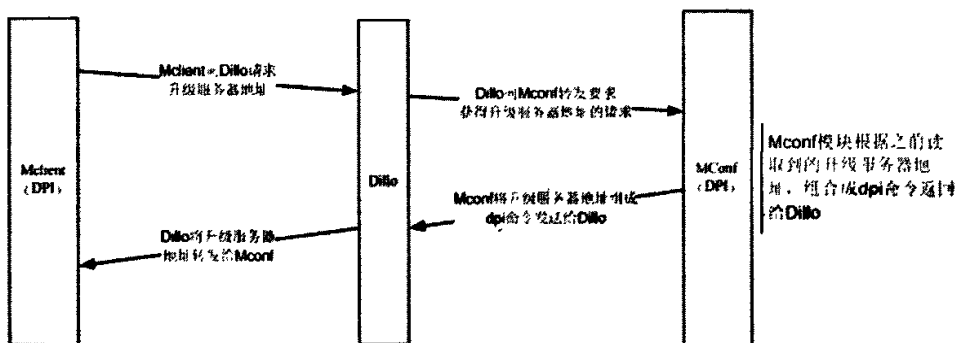 Mclient向Dillo请求
升级服务器地址
Dillo向Mconf转发要求
获得升级服务器地址的请求
Mclient
（DPI）
Dillo
MConf
（DPI）
Mconf模块根据之前读
取到的升级服务器地
址，组合成dpi命令返回
给Dillo
Mconf将升级服务器地址组成
dpi命令发送给Dillo
Dillo将升级服务器
地址转发给Mconf